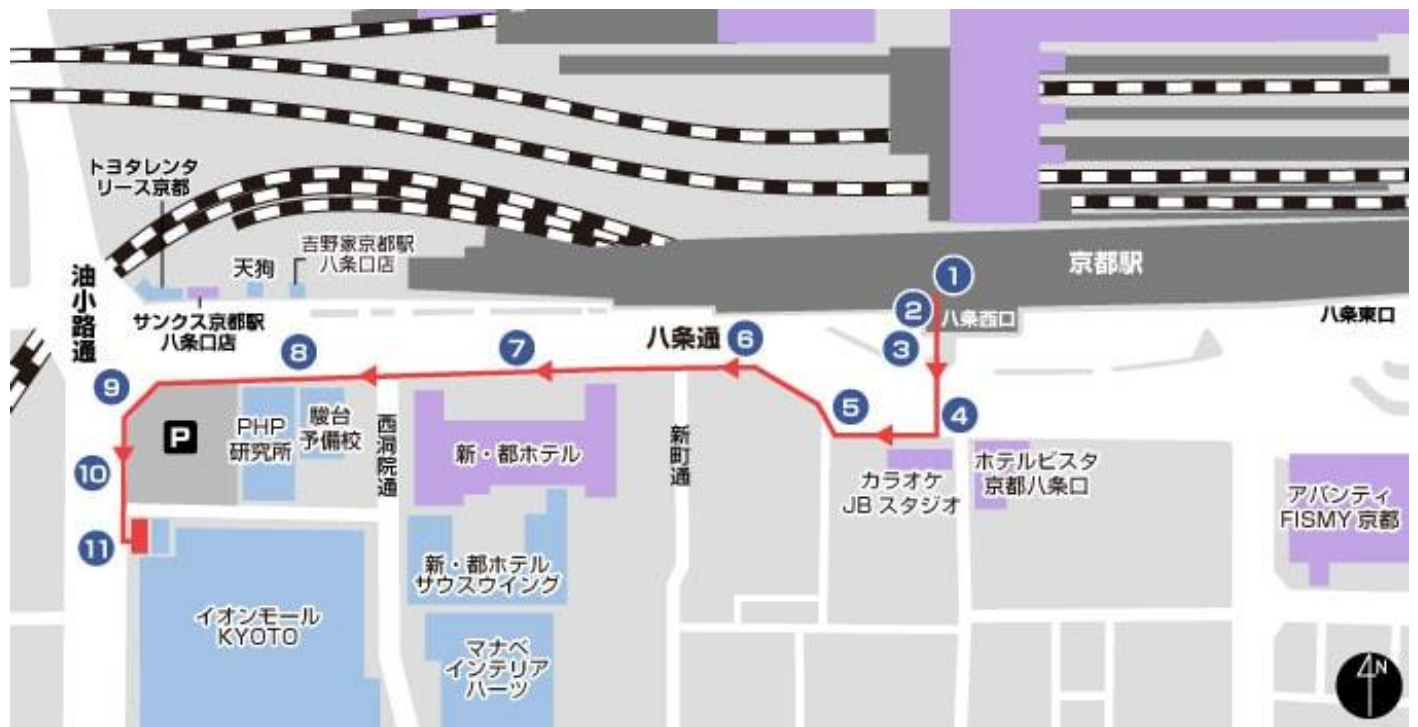 トヨタレンタ
リース京都
天狗
吉野家京都駅
八条口店
サンクス京都駅
八条口店
油小路通
京都駅
八条西口
八条東口
八条通
1
2
3
4
5
6
7
8
9
10
11
P
PHP
研究所
駿台
予備校
西洞院通
新・都ホテル
新町通
カラオケ
JBスタジオ
ホテルビスタ
京都八条口
アバンティ
FISMY 京都
新・都ホテル
サウスウイング
イオンモール
KYOTO
マナベ
インテリア
ハーツ
N